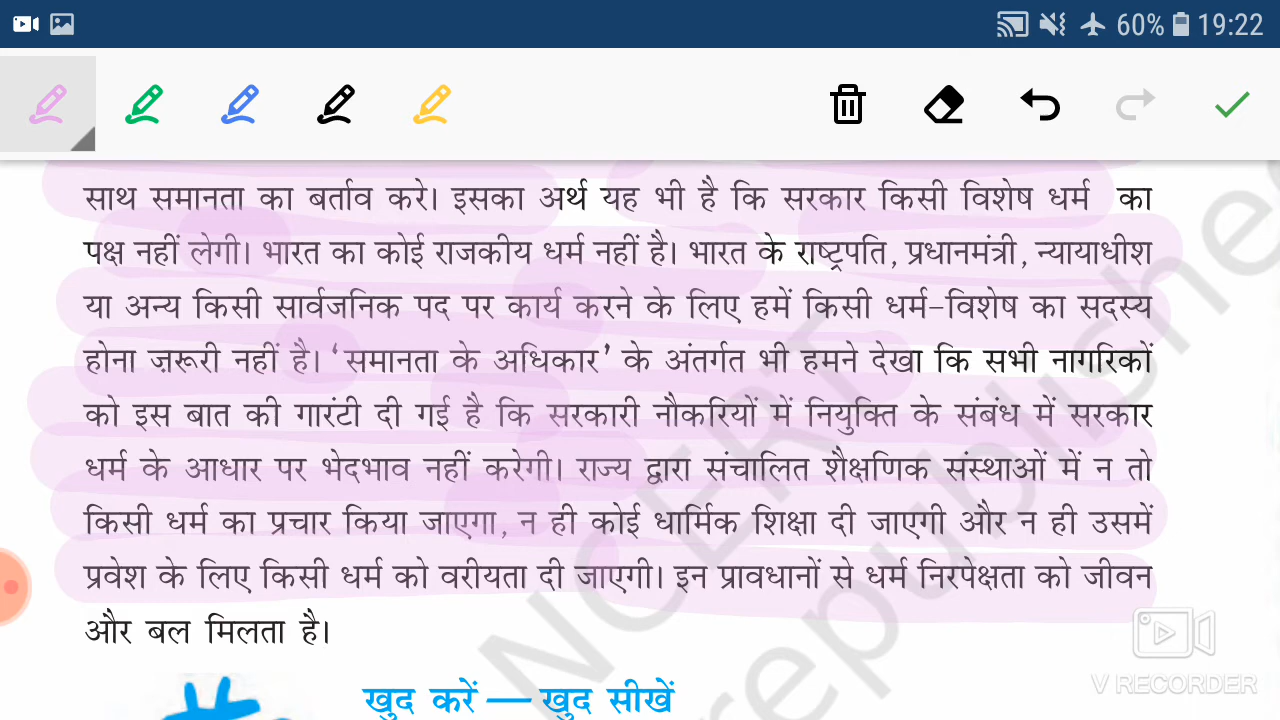 60% 19:22
साथ समानता का बर्ताव करे। इसका अर्थ यह भी है कि सरकार किसी विशेष धर्म का
पक्ष नहीं लेगी। भारत का कोई राजकीय धर्म नहीं है। भारत के राष्ट्रपति, प्रधानमंत्री, न्यायाधीश
या अन्य किसी सार्वजनिक पद पर कार्य करने के लिए हमें किसी धर्म-विशेष का सदस्य
होना ज़रूरी नहीं है। ‘समानता के अधिकार’ के अंतर्गत भी हमने देखा कि सभी नागरिकों
को इस बात की गारंटी दी गई है कि सरकारी नौकरियों में नियुक्ति के संबंध में सरकार
धर्म के आधार पर भेदभाव नहीं करेगी। राज्य द्वारा संचालित शैक्षणिक संस्थाओं में न तो
किसी धर्म का प्रचार किया जाएगा, न ही कोई धार्मिक शिक्षा दी जाएगी और न ही उसमें
प्रवेश के लिए किसी धर्म को वरीयता दी जाएगी। इन प्रावधानों से धर्म निरपेक्षता को जीवन
और बल मिलता है।
NCERT
republishe
V RECORDER
खुद करें — खुद सीखें